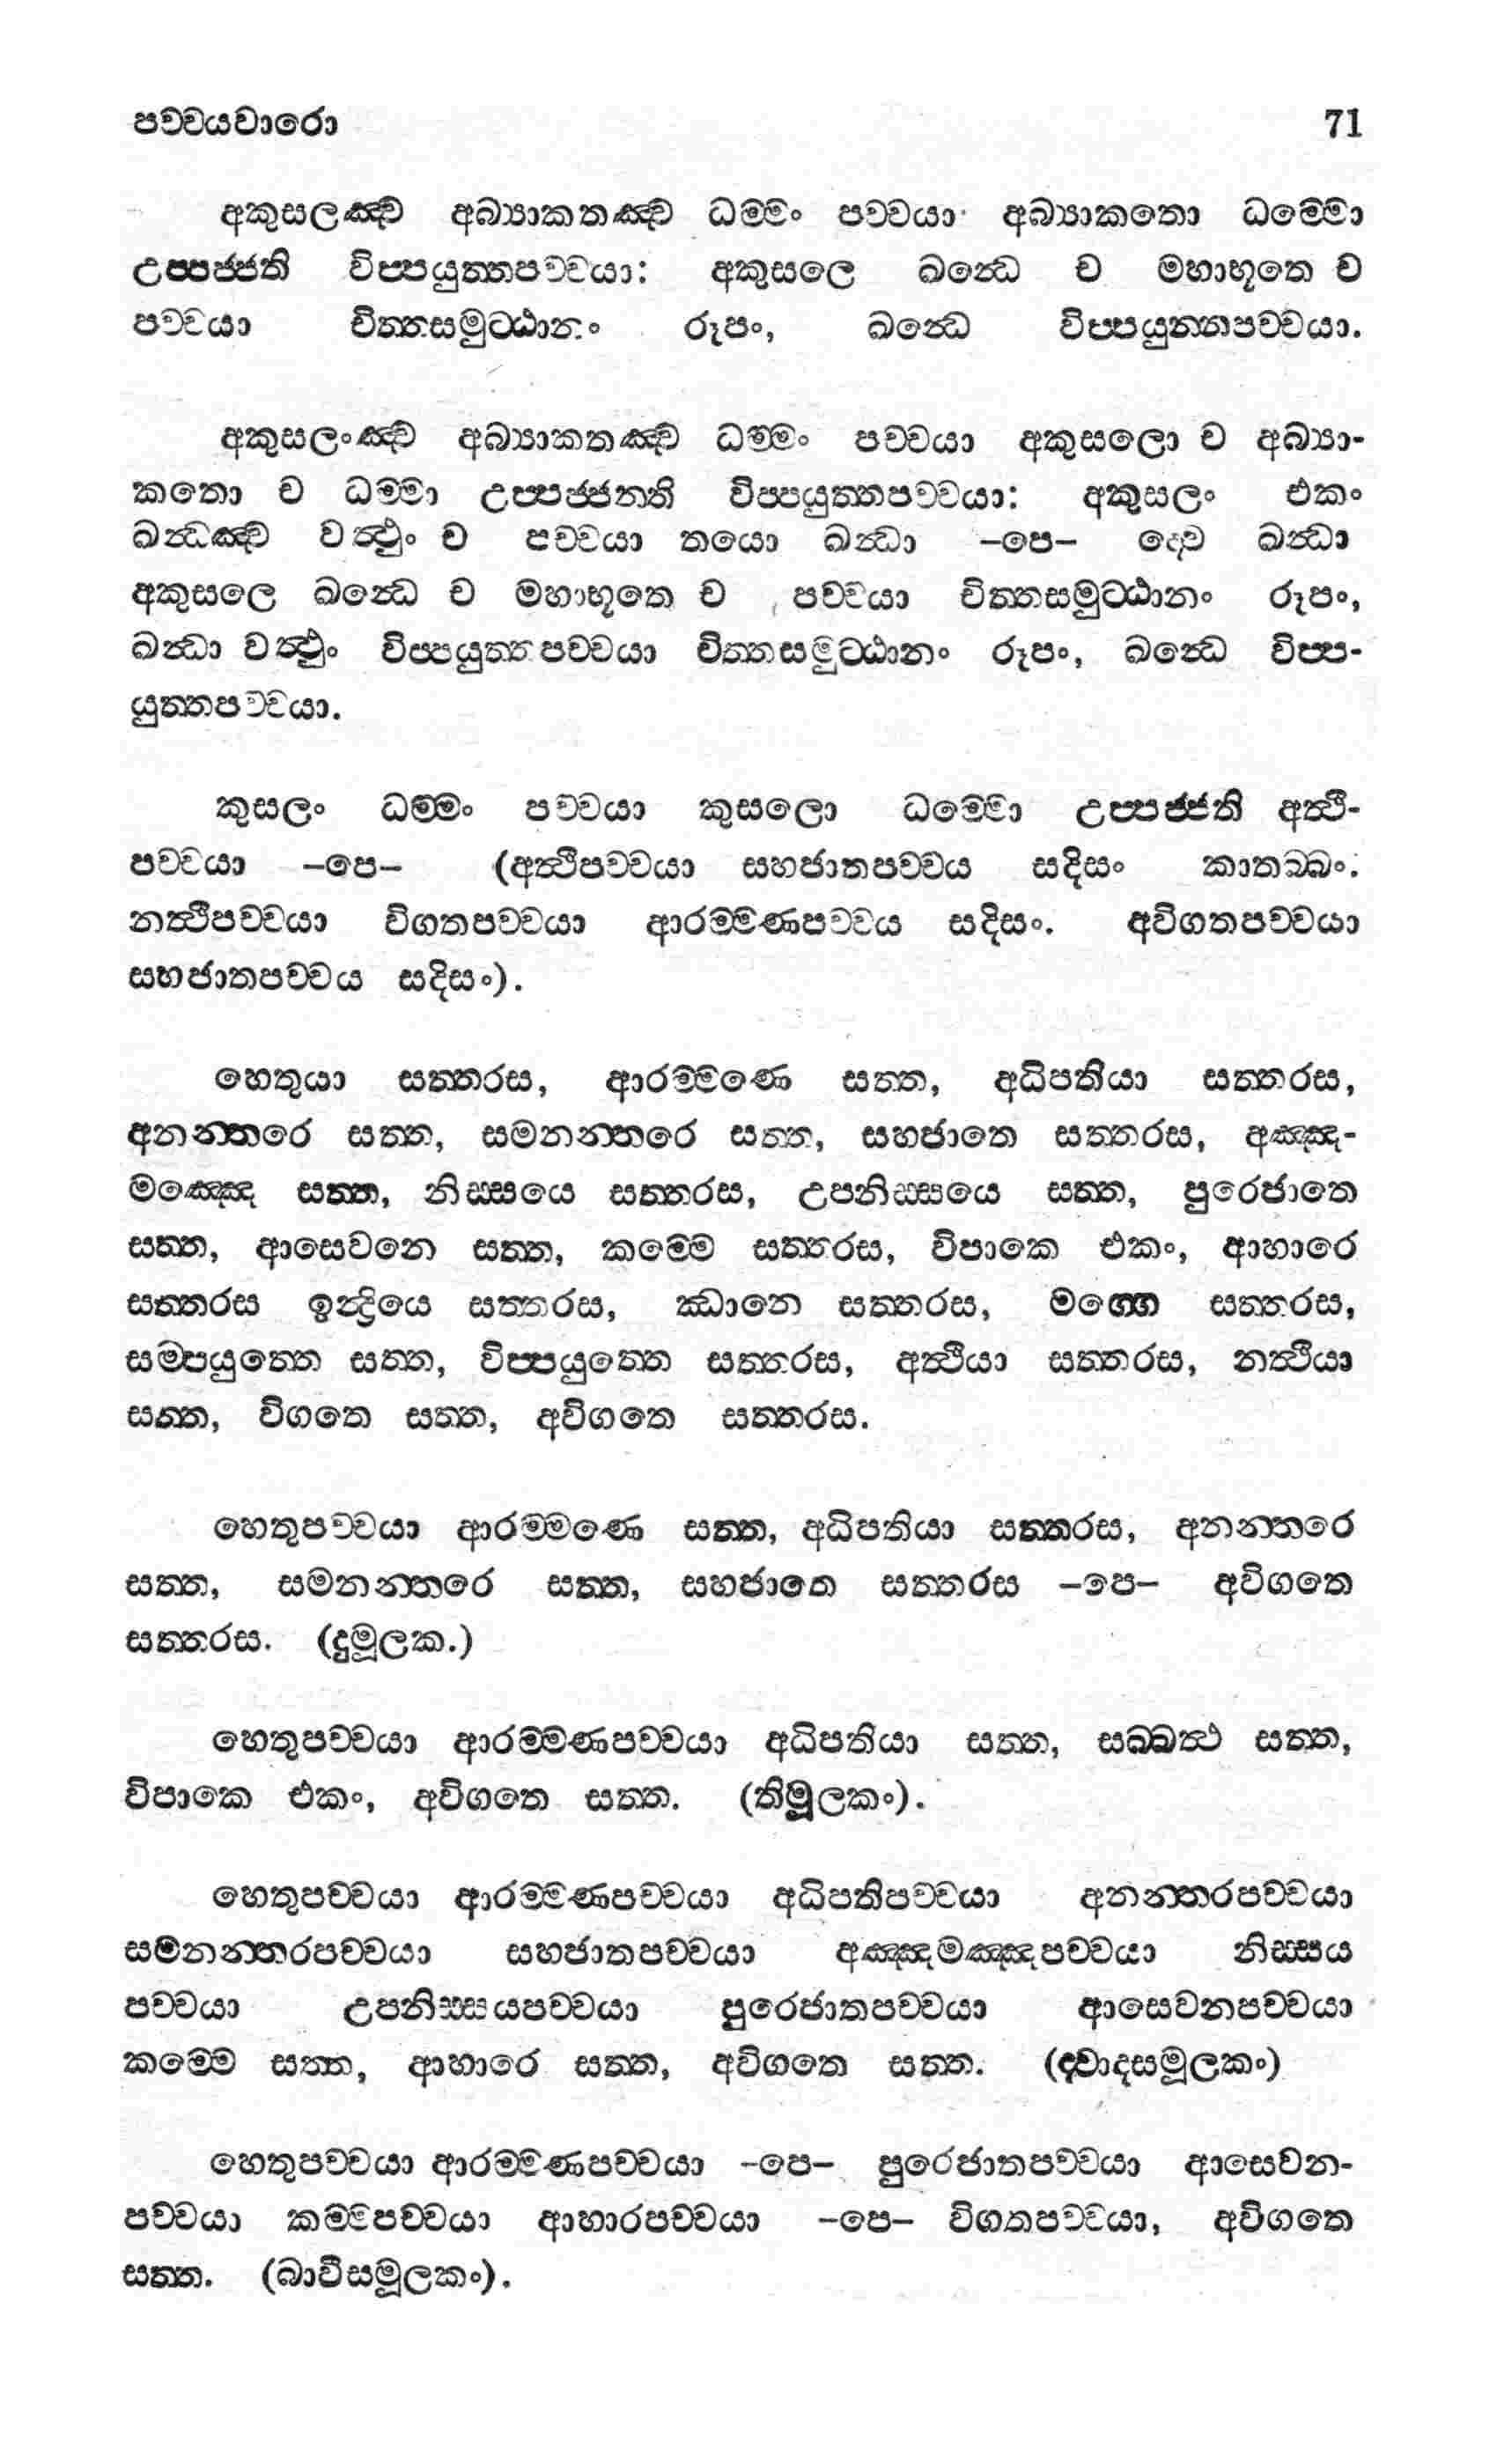 පච්චයවාරො 71
අකුසලඤ්ච අබ්‍යාකතඤ්ච ධම්මං පච්චයා අබ්‍යාකතො ධම්මො
උප්පජ්ජති විප්පයුත්තපච්චයා: අකුසලෙ ඛන්ධෙ ච මහාභූතෙ ච
පච්චයා චිත්තසමුට්ඨානං රූපං, ඛන්ධෙ විප්පයුත්තපච්චයා.
අකුසලංඤ්ච අබ්‍යාකතඤ්ච ධම්මං පච්චයා අකුසලො ච අබ්‍යා-
කතො ච ධම්මා උප්පජ්ජන්ති විප්පයුත්තපච්චයා: අකුසලං එකං
ඛන්ධඤ්ච වත්ථුං ච පච්චයා තයො ඛන්ධා –පෙ– ද්වෙ ඛන්ධා
අකුසලෙ ඛන්ධෙ ච මහාභූතෙ ච පච්චයා චිත්තසමුට්ඨානං රූපං,
ඛන්ධා වත්ථුං විප්පයුත්තපච්චයා චිත්තසමුට්ඨානං රූපං, ඛන්ධෙ විප්ප-
යුත්තපච්චයා.
කුසලං ධම්මං පච්චයා කුසලො ධම්මො උප්පජ්ජති අත්ථි-
පච්චයා –පෙ– (අත්ථිපච්චයා සහජාතපච්චය සදිසං කාතබ්බං.
නත්ථිපච්චයා විගතපච්චයා ආරම්මණපච්චය සදිසං. අවිගතපච්චයා
සහජාතපච්චය සදිසං).
හෙතුයා සත්තරස, ආරම්මණෙ සත්ත, අධිපතියා සත්තරස,
අනන්තරෙ සත්ත, සමනන්තරෙ සත්ත, සහජාතෙ සත්තරස, අඤ්ඤ-
මඤ්ඤෙ සත්ත, නිස්සයෙ සත්තරස, උපනිස්සයෙ සත්ත, පුරෙජාතෙ
සත්ත, ආසෙවනෙ සත්ත, කම්මෙ සත්තරස, විපාකෙ එකං, ආහාරෙ
සත්තරස ඉන්ද්‍රියෙ සත්තරස, ඣානෙ සත්තරස, මග්ගෙ සත්තරස,
සම්පයුත්තෙ සත්ත, විප්පයුත්තෙ සත්තරස, අත්ථියා සත්තරස, නත්ථියා
සත්ත, විගතෙ සත්ත, අවිගතෙ සත්තරස.
හෙතුපච්චයා ආරම්මණෙ සත්ත, අධිපතියා සත්තරස, අනන්තරෙ
සත්ත, සමනන්තරෙ සත්ත, සහජාතෙ සත්තරස –පෙ– අවිගතෙ
සත්තරස. (දුමූලක.)
හෙතුපච්චයා ආරම්මණපච්චයා අධිපතියා සත්ත, සබ්බත්ථ සත්ත,
විපාකෙ එකං, අවිගතෙ සත්ත. (තිමූලකං).
හෙතුපච්චයා ආරම්මණපච්චයා අධිපතිපච්චයා අනන්තරපච්චයා
සමනන්තරපච්චයා සහජාතපච්චයා අඤ්ඤමඤ්ඤපච්චයා නිස්සය
පච්චයා උපනිස්සයපච්චයා පුරෙජාතපච්චයා ආසෙවනපච්චයා
කම්මෙ සත්ත, ආහාරෙ සත්ත, අවිගතෙ සත්ත. (ද්වාදසමූලකං)
හෙතුපච්චයා ආරම්මණපච්චයා –පෙ– පුරෙජාතපච්චයා ආසෙවන-
පච්චයා කම්මපච්චයා ආහාරපච්චයා –පෙ– විගතපච්චයා, අවිගතෙ
සත්ත. (බාවීසමූලකං).